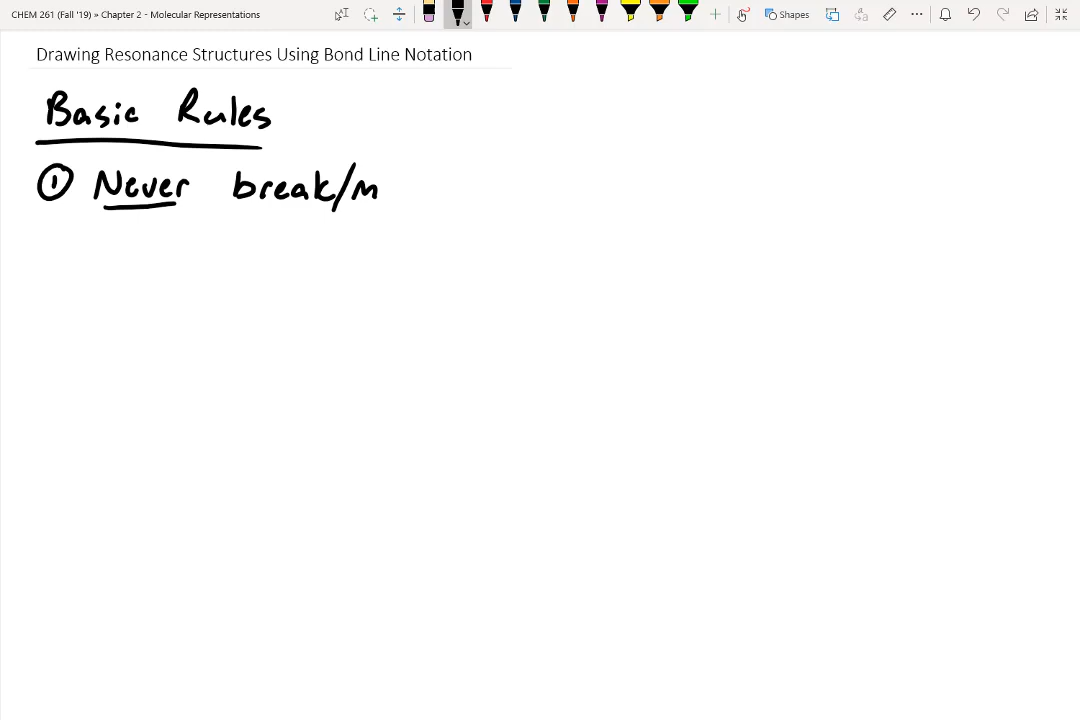 CHEM 261 (Fall '19) » Chapter 2 - Molecular Representations
Shapes
Drawing Resonance Structures Using Bond Line Notation
Basic Rules
① Never break/m